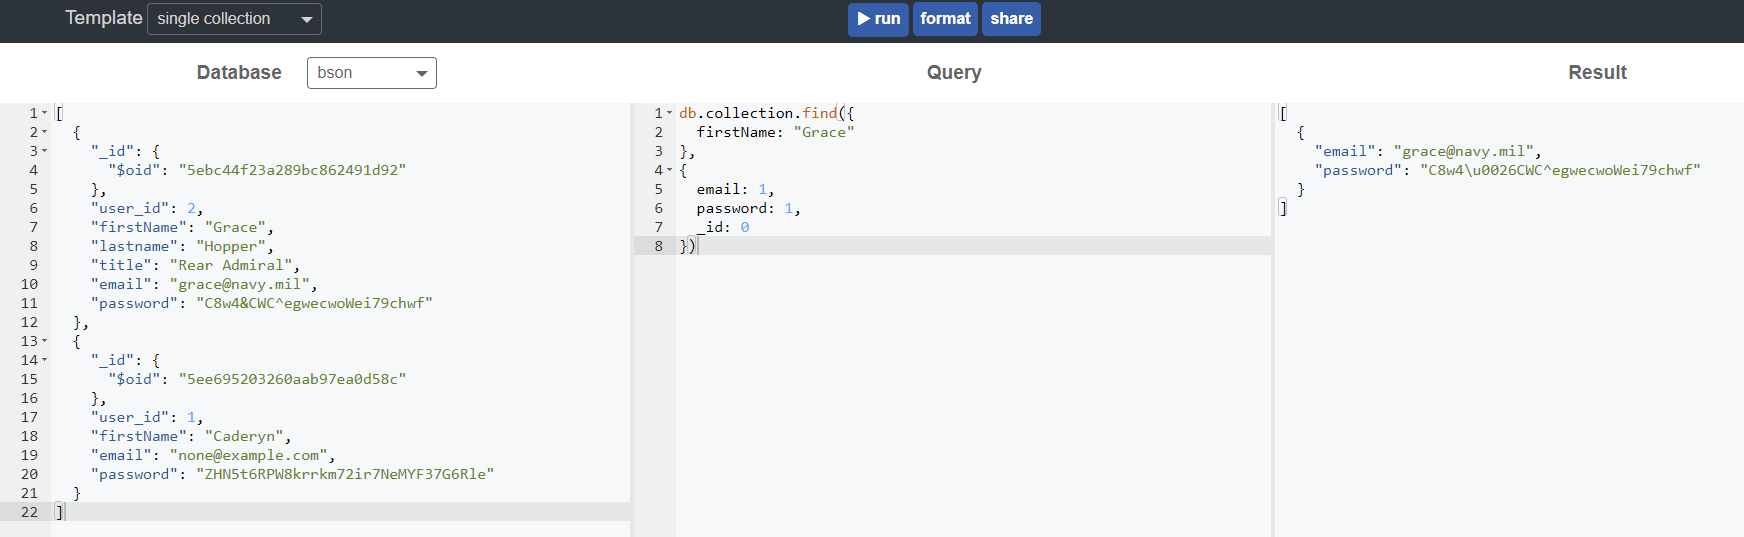 Template single collection run format share
Database bson Query Result
1 [
2 {
3 "_id": {
4 "$oid": "5ebc44f23a289bc862491d92"
5 },
6 "user_id": 2,
7 "firstName": "Grace",
8 "lastname": "Hopper",
9 "title": "Rear Admiral",
10 "email": "grace@navy.mil",
11 "password": "C8w4&CWC^egwecwoWei79chwf"
12 },
13 {
14 "_id": {
15 "$oid": "5ee695203260aab97ea0d58c"
16 },
17 "user_id": 1,
18 "firstName": "Caderyn",
19 "email": "none@example.com",
20 "password": "ZHN5t6RPW8krrkm72ir7NeMYF37G6Rle"
21 }
22 ]
1 db.collection.find({
2 firstName: "Grace"
3 },
4 {
5 email: 1,
6 password: 1,
7 _id: 0
8 })
[
{
"email": "grace@navy.mil",
"password": "C8w4\u0026CWC^egwecwoWei79chwf"
}
]